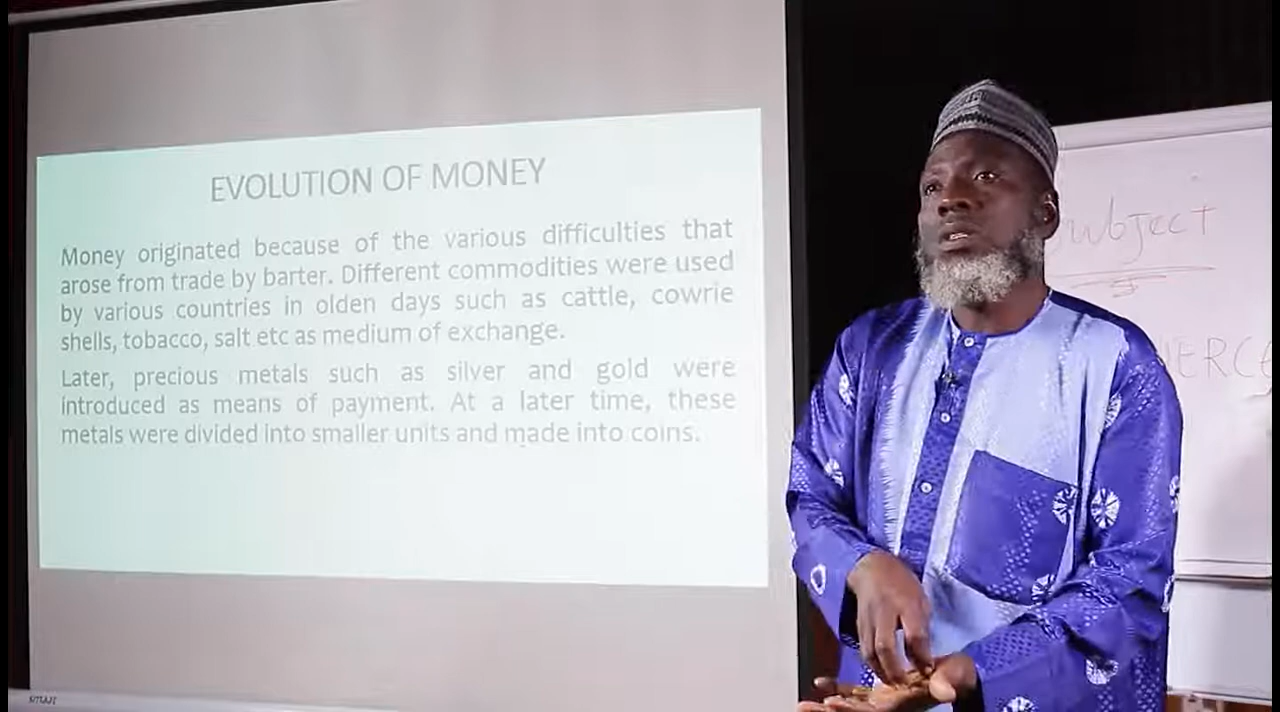 EVOLUTION OF MONEY
Money originated because of the various difficulties that
arose from trade by barter. Different commodities were used
by various countries in olden days such as cattle, cowrie
shells, tobacco, salt etc as medium of exchange.
Later, precious metals such as silver and gold were
introduced as means of payment. At a later time, these
metals were divided into smaller units and made into coins.
Subject